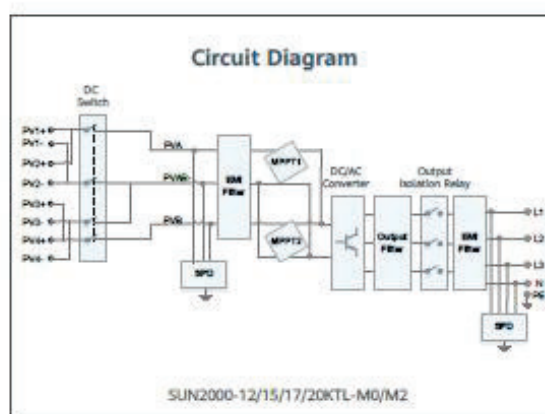 Circuit Diagram
DC
Switch
PV1+
PV1-
PV2+
PV2-
PV3+
PV3-
PV4+
PV4-
PVA
PVAB
PVB
EMI
Filter
MPPT1
MPPT2
SPD
DC/AC
Converter
Output
Filter
Output
Isolation Relay
EMI
Filter
L1
L2
L3
N
PE
SPD
SUN2000-12/15/17/20KTL-M0/M2